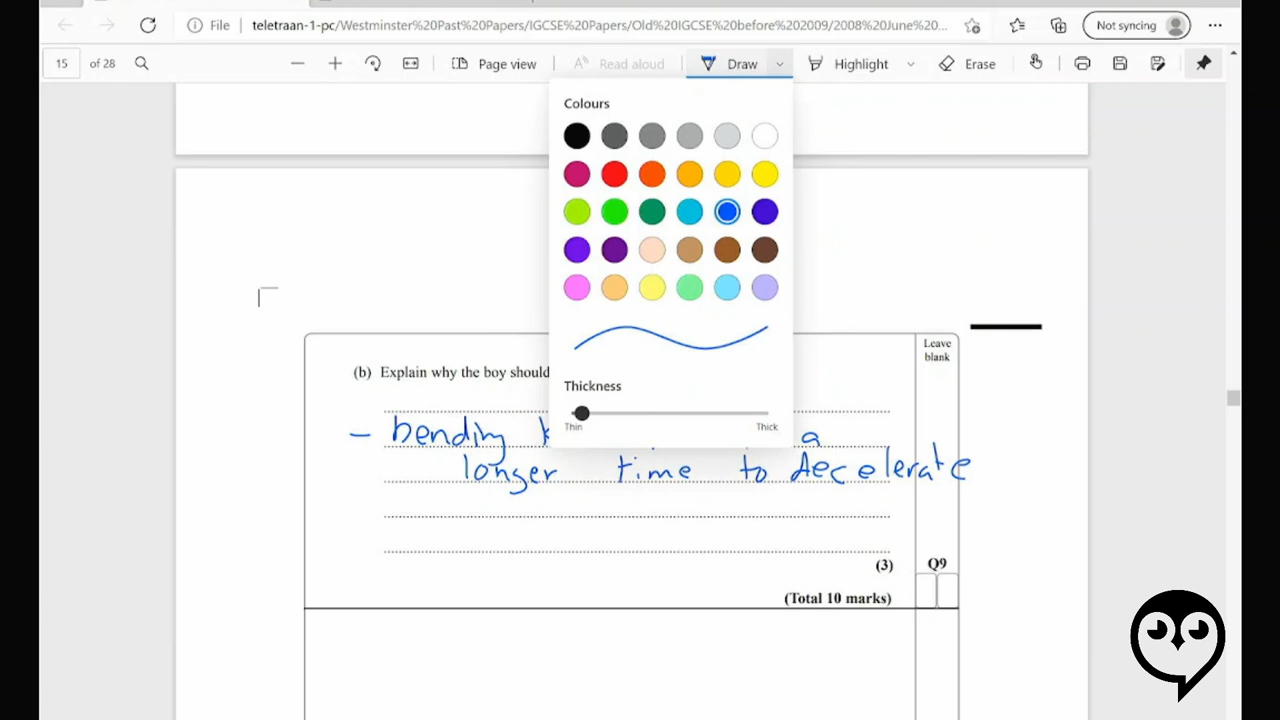 File teletraan-1-pc/Westminster%20Past%20Papers/IGCSE%20Papers/Old%20IGCSE%20before%202009/2008%20June%20...
Not syncing
15 of 28
Page view
Read aloud
Draw
Highlight
Erase
Colours
Thickness
Thin Thick
Leave
blank
(b) Explain why the boy should
– bending a
longer time to decelerate
(3) Q9
(Total 10 marks)